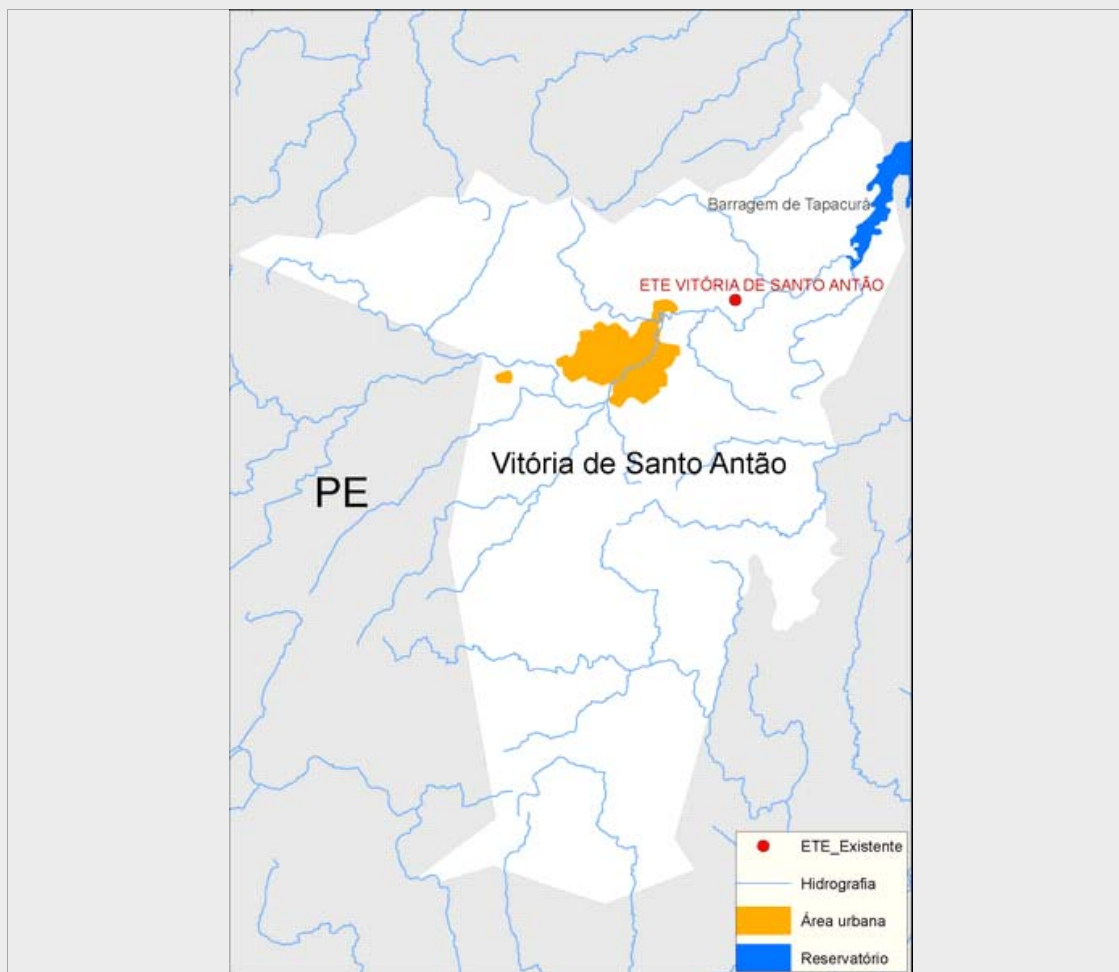 Barragem de Tapacurá
ETE VITÓRIA DE SANTO ANTÃO
Vitória de Santo Antão
PE
ETE_Existente
Hidrografia
Área urbana
Reservatório